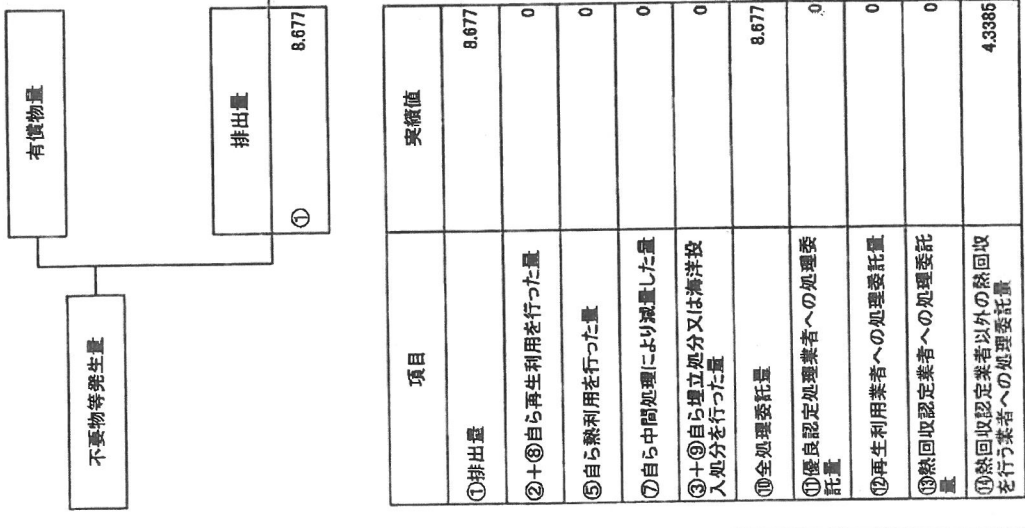 不要物等発生量
有償物量
排出量
① 8.677
項目 実績値
①排出量 8.677
②+⑧自ら再生利用を行った量 0
⑤自ら熱利用を行った量 0
⑦自ら中間処理により減量した量 0
③+⑨自ら埋立処分又は海洋投
入処分を行った量 0
⑩全処理委託量 8.677
⑪優良認定処理業者への処理委
託量 0
⑫再生利用業者への処理委託量 0
⑬熱回収認定業者への処理委託
量 0
⑭熱回収認定業者以外の熱回収
を行う業者への処理委託量 4.3385